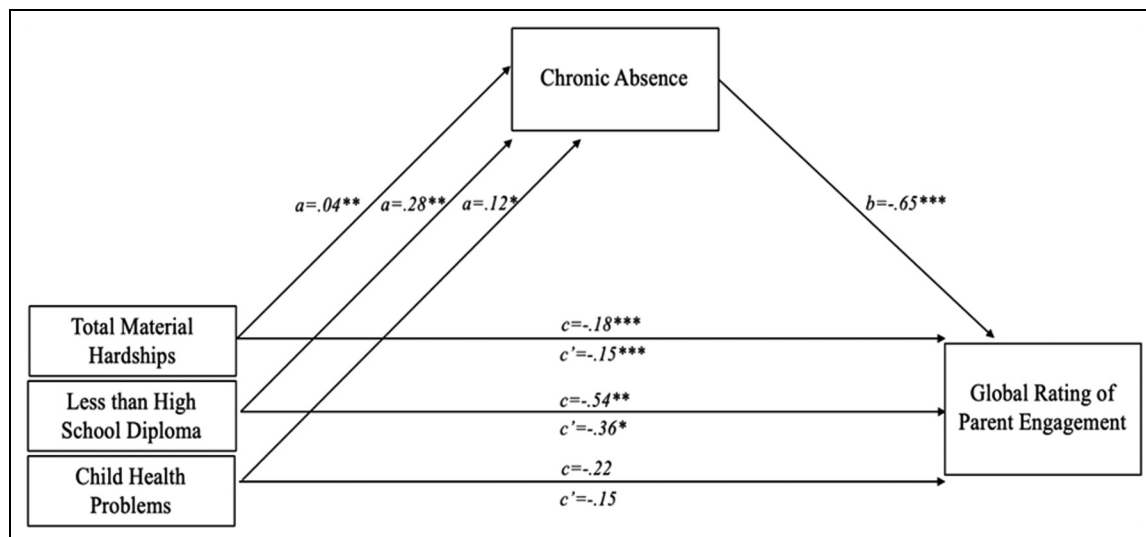 Chronic Absence
a=.04**
a=.28**
a=.12*
b=-.65***
Total Material
Hardships
c=-.18***
c’=-.15***
Less than High
School Diploma
c=-.54**
c’=-.36*
Child Health
Problems
c=-.22
c’=-.15
Global Rating of
Parent Engagement